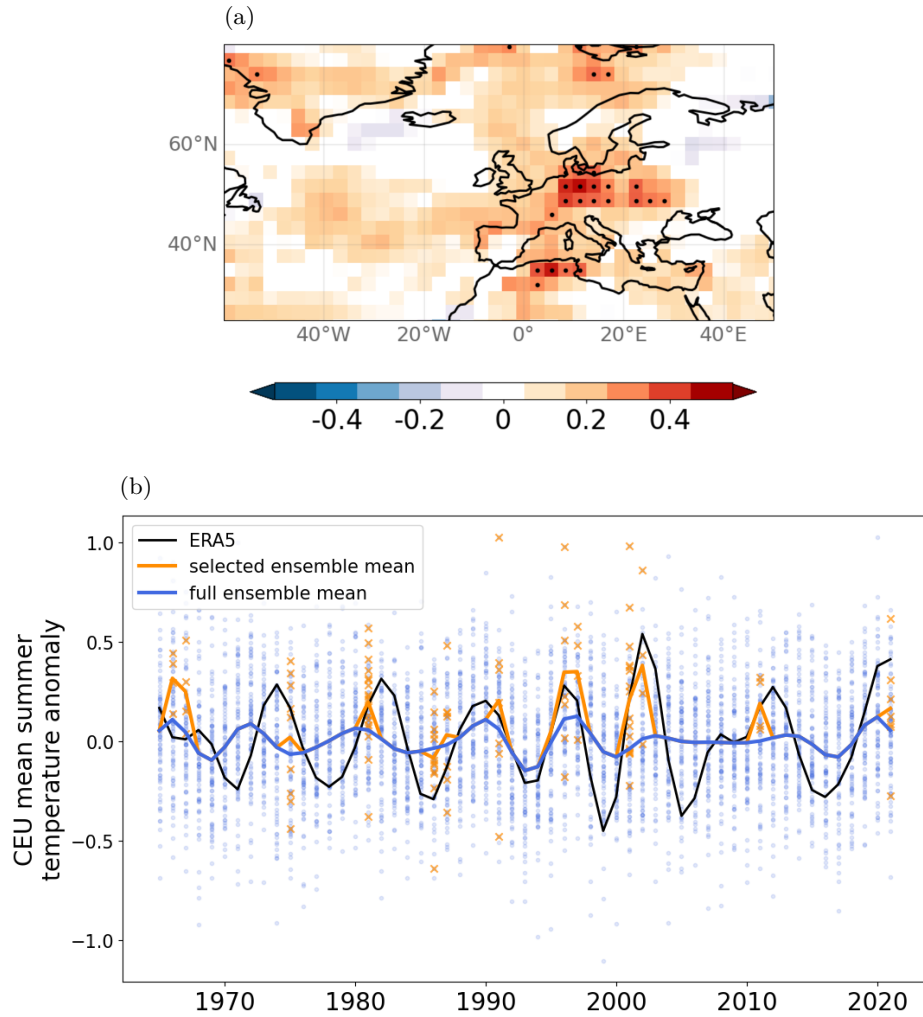 (a)
60°N
40°N
40°W 20°W 0° 20°E 40°E
-0.4 -0.2 0 0.2 0.4
(b)
1.0
ERA5
selected ensemble mean
full ensemble mean
0.5
0.0
−0.5
−1.0
CEU mean summer
temperature anomaly
1970 1980 1990 2000 2010 2020